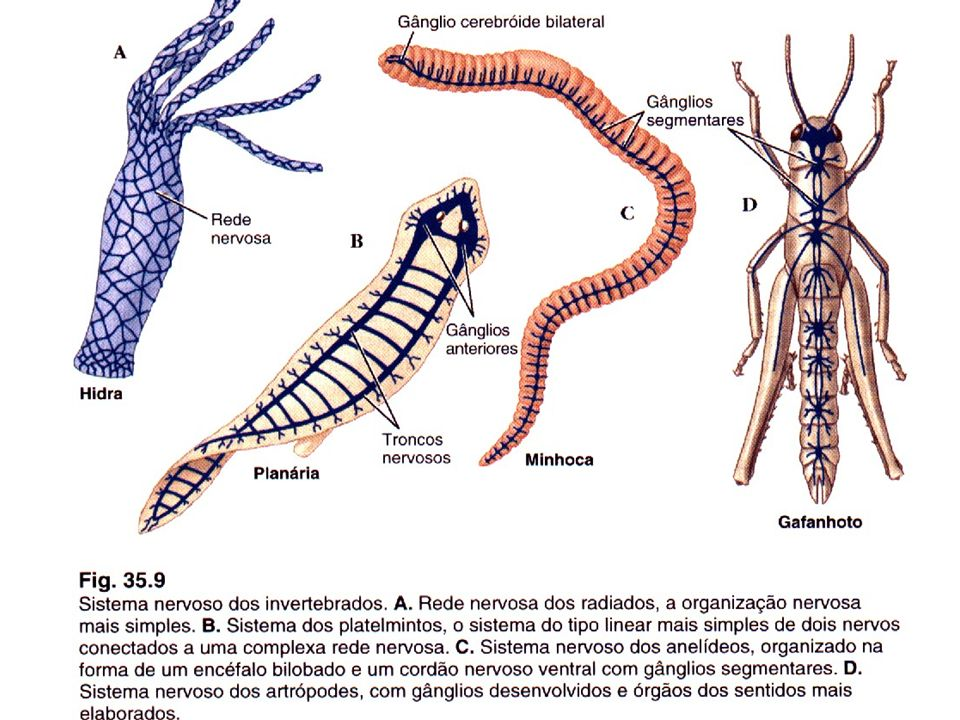 Gânglio cerebróide bilateral
A
Gânglios
segmentares
Rede
nervosa
B
C
D
Gânglios
anteriores
Hidra
Troncos
nervosos
Planária
Minhoca
Gafanhoto
Fig. 35.9
Sistema nervoso dos invertebrados. A. Rede nervosa dos radiados, a organização nervosa
mais simples. B. Sistema dos platelmintos, o sistema do tipo linear mais simples de dois nervos
conectados a uma complexa rede nervosa. C. Sistema nervoso dos anelídeos, organizado na
forma de um encéfalo bilobado e um cordão nervoso ventral com gânglios segmentares. D.
Sistema nervoso dos artrópodes, com gânglios desenvolvidos e órgãos dos sentidos mais
elaborados.